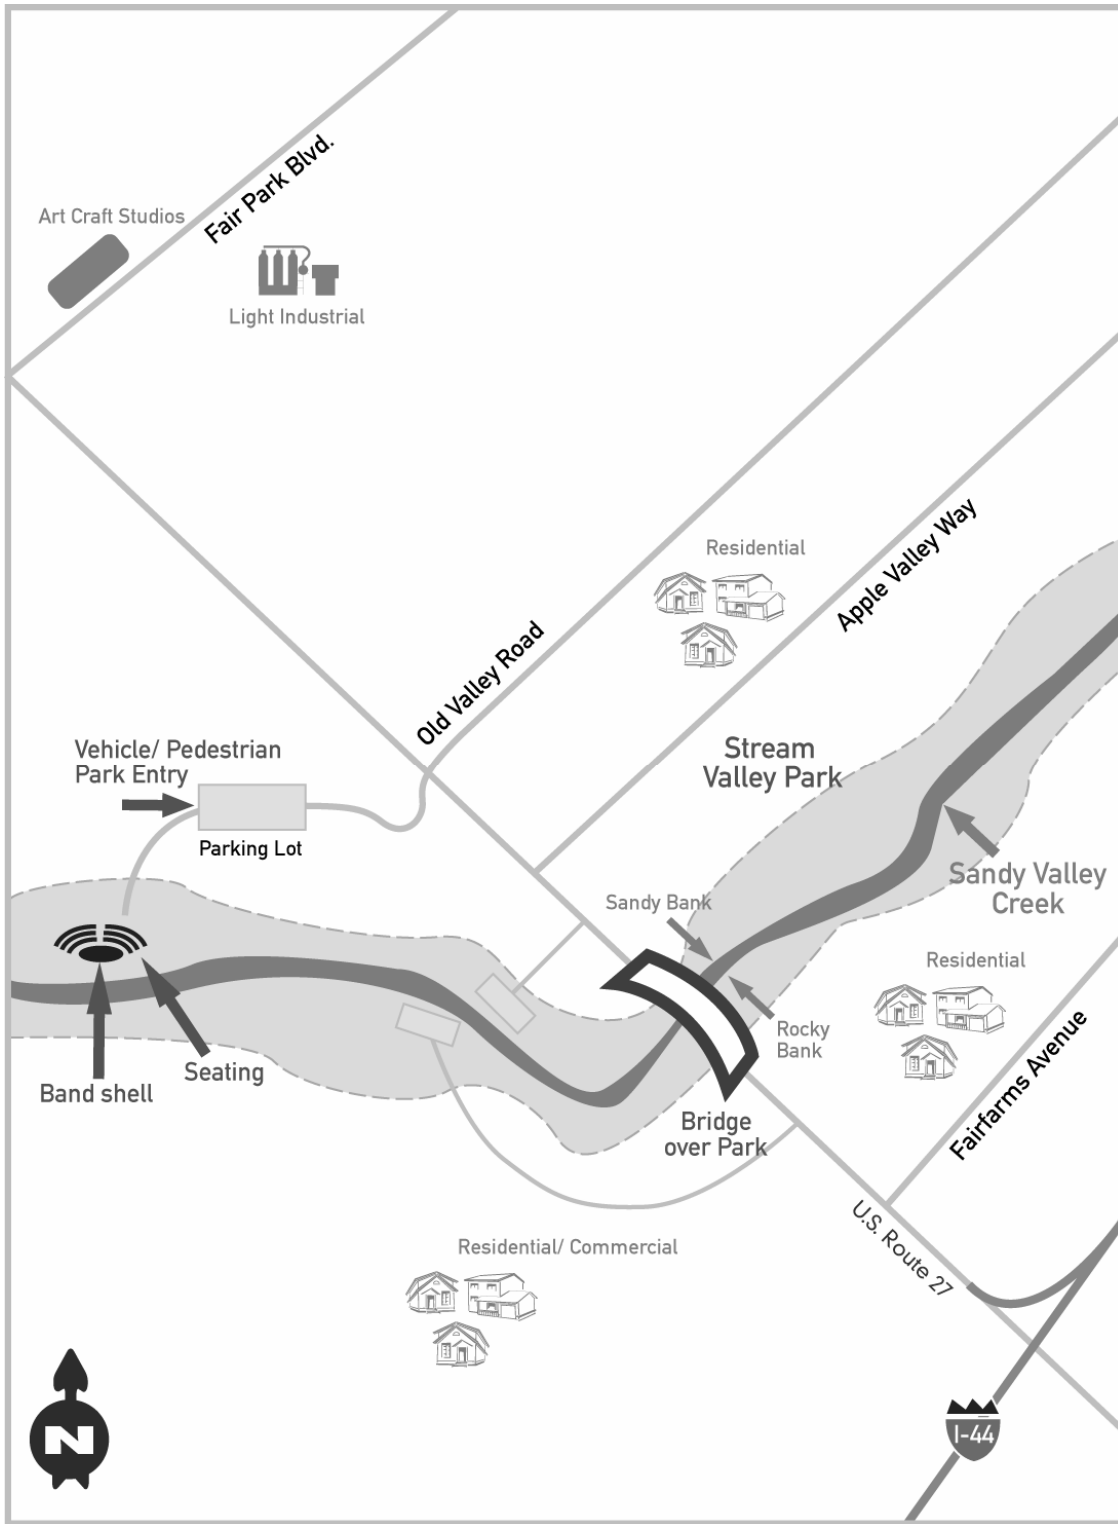 Fair Park Blvd.
Art Craft Studios
Light Industrial
Residential
Apple Valley Way
Old Valley Road
Vehicle/ Pedestrian
Park Entry
Stream
Valley Park
Parking Lot
Sandy Valley
Creek
Sandy Bank
Residential
Rocky
Bank
Fairfarms Avenue
Seating
Band shell
Bridge
over Park
U.S. Route 27
Residential/ Commercial
I-44
N